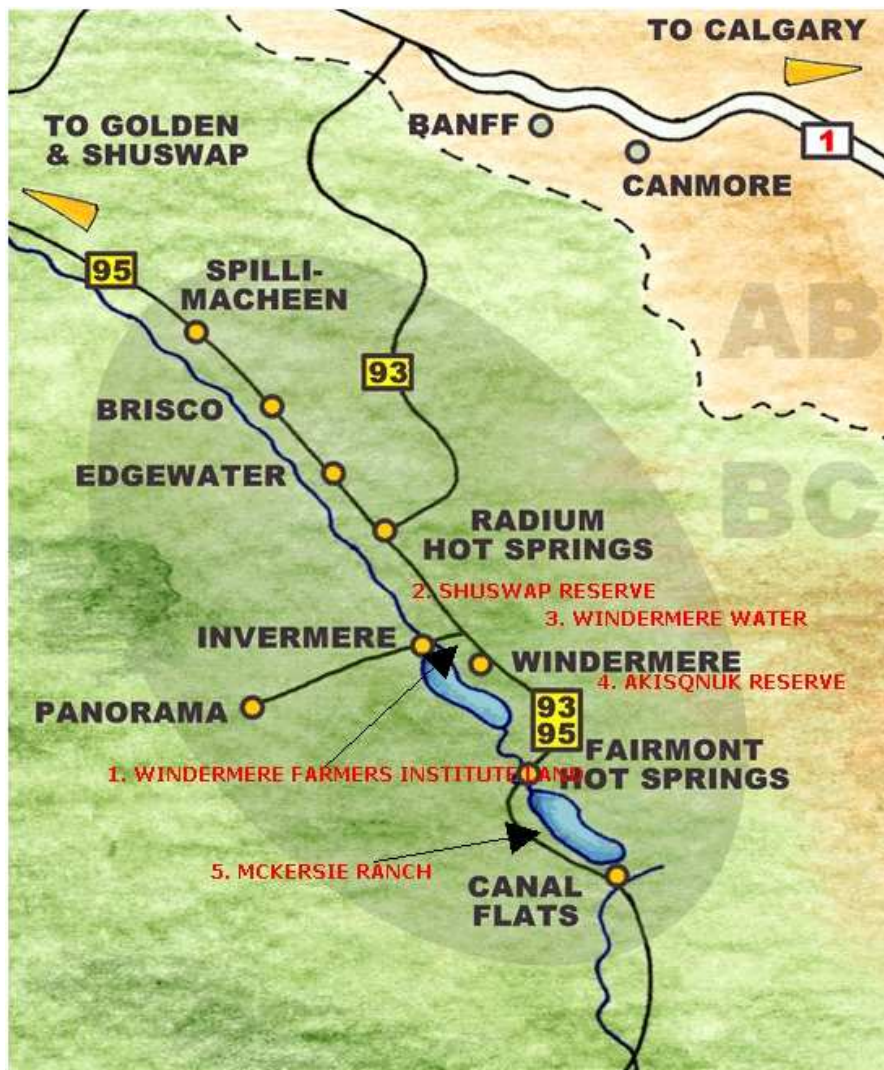 TO CALGARY
1
BANFF
CANMORE
TO GOLDEN
& SHUSWAP
95
SPILLI-
MACHEEN
AB
93
BRISCO
EDGEWATER
BC
RADIUM
HOT SPRINGS
2. SHUSWAP RESERVE
3. WINDERMERE WATER
INVERMERE
WINDERMERE
4. AKISQNUK RESERVE
PANORAMA
93
95
FAIRMONT
HOT SPRINGS
1. WINDERMERE FARMERS INSTITUTE LAND
5. MCKERSIE RANCH
CANAL
FLATS